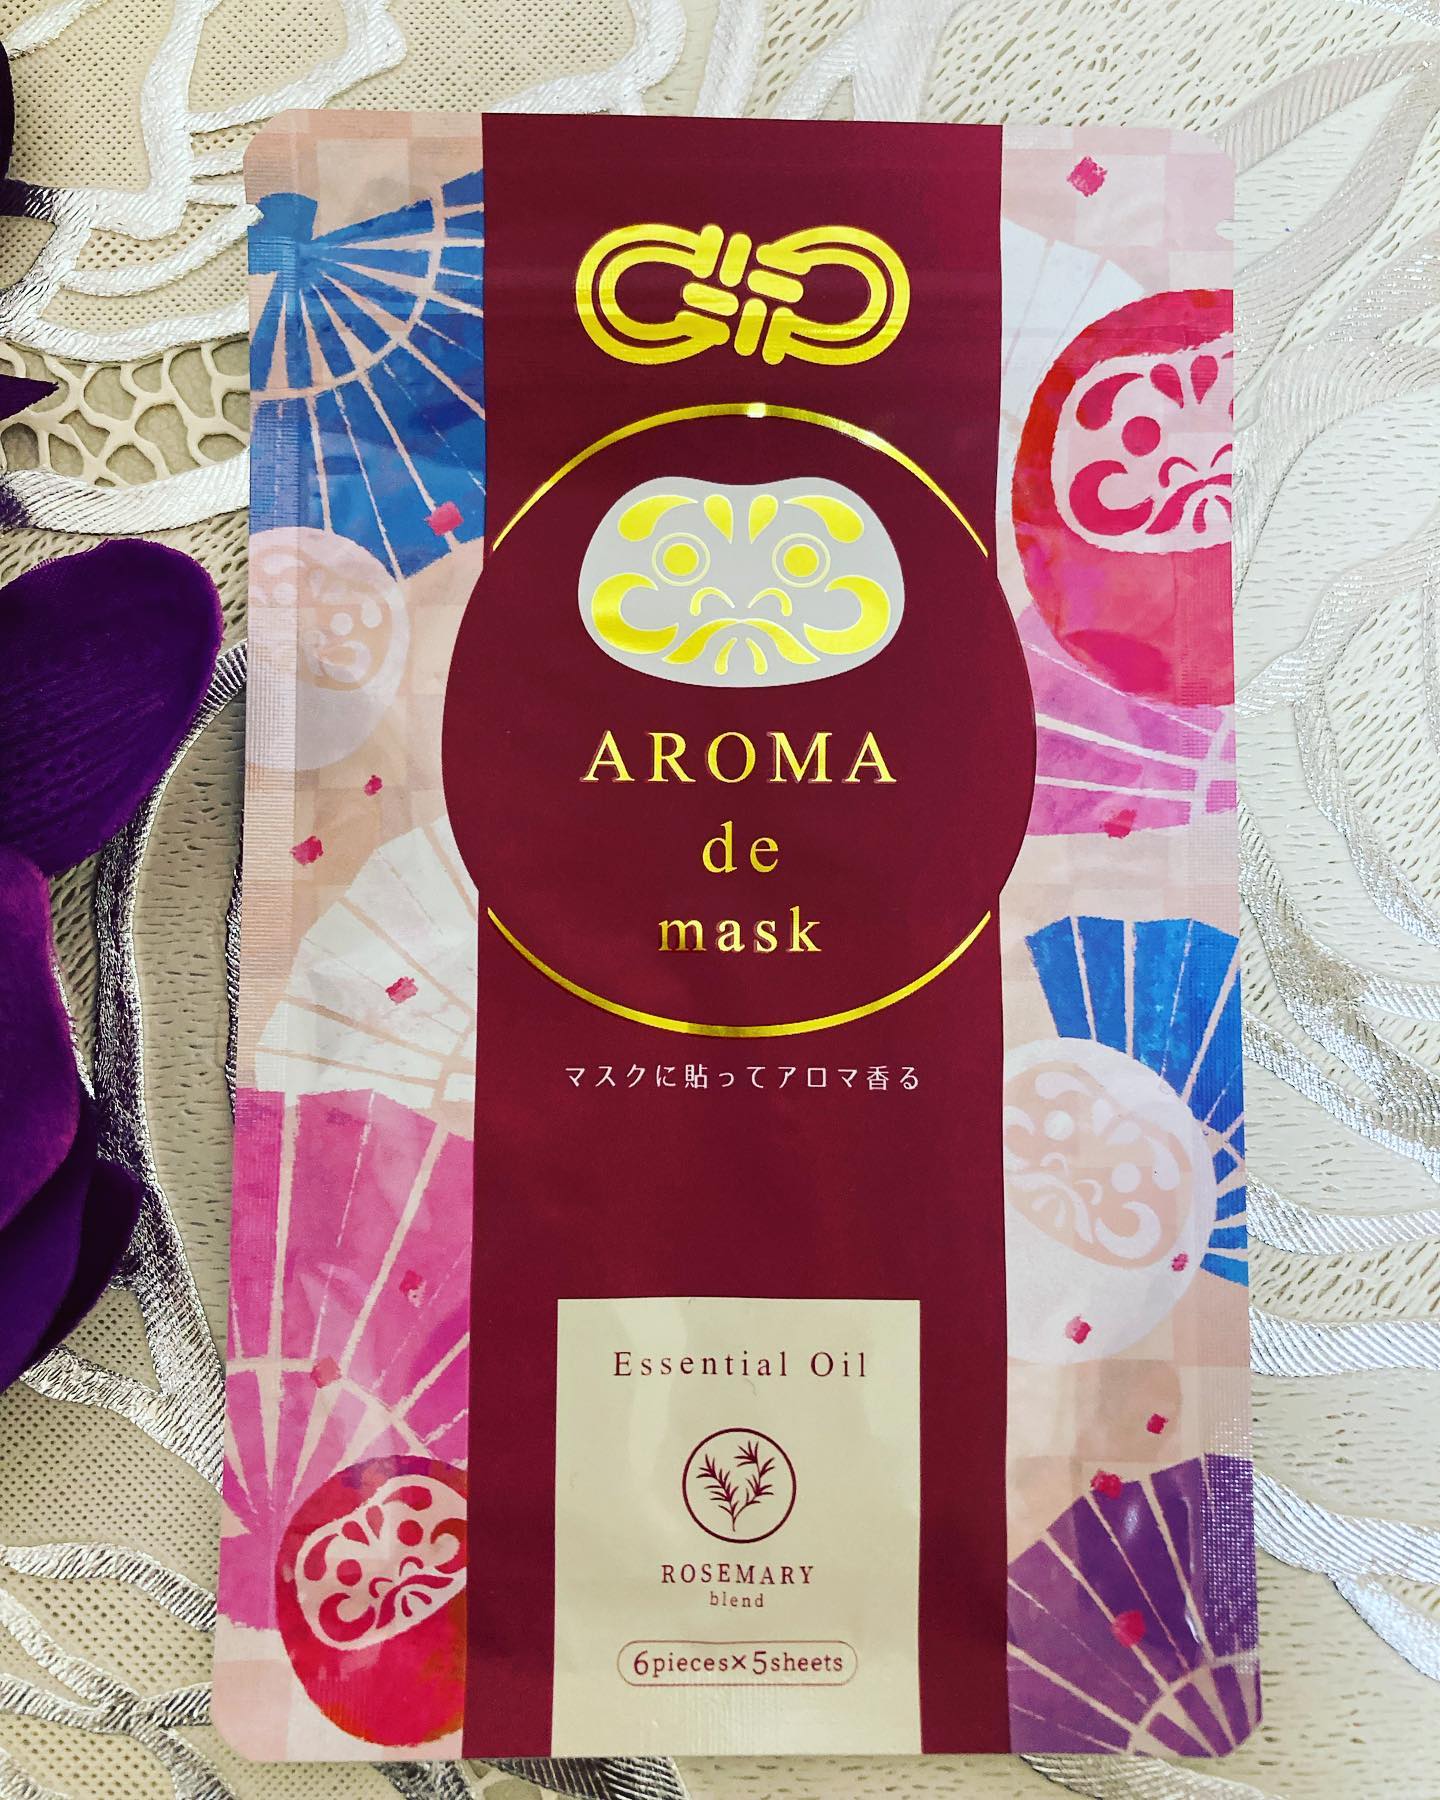 AROMA
de
mask
マスクに貼ってアロマ香る
Essential Oil
ROSEMARY
blend
6pieces×5sheets